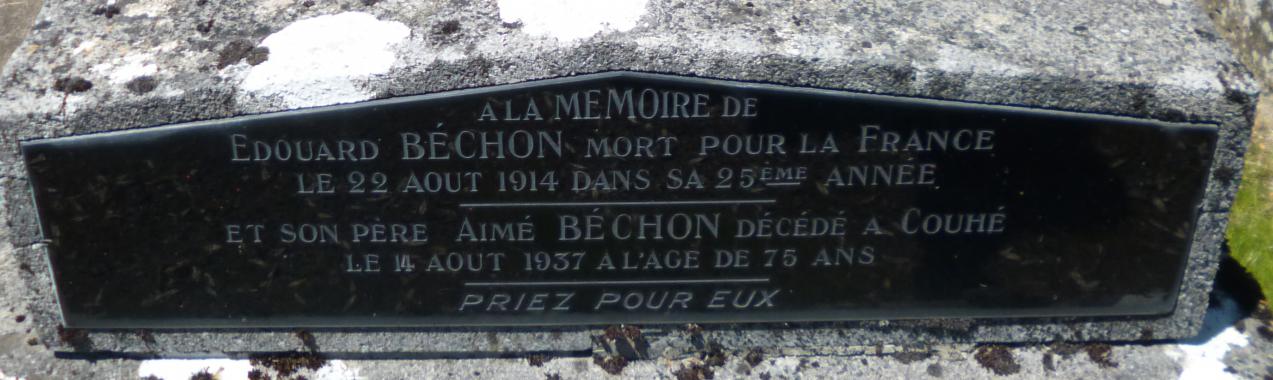 A LA MEMOIRE DE
EDOUARD BÉCHON MORT POUR LA FRANCE
LE 22 AOUT 1914 DANS SA 25ÈME ANNÉE
ET SON PÈRE AIMÉ BÉCHON DÉCÉDÉ A COUHÉ
LE 14 AOUT 1937 A L'AGE DE 75 ANS
PRIEZ POUR EUX